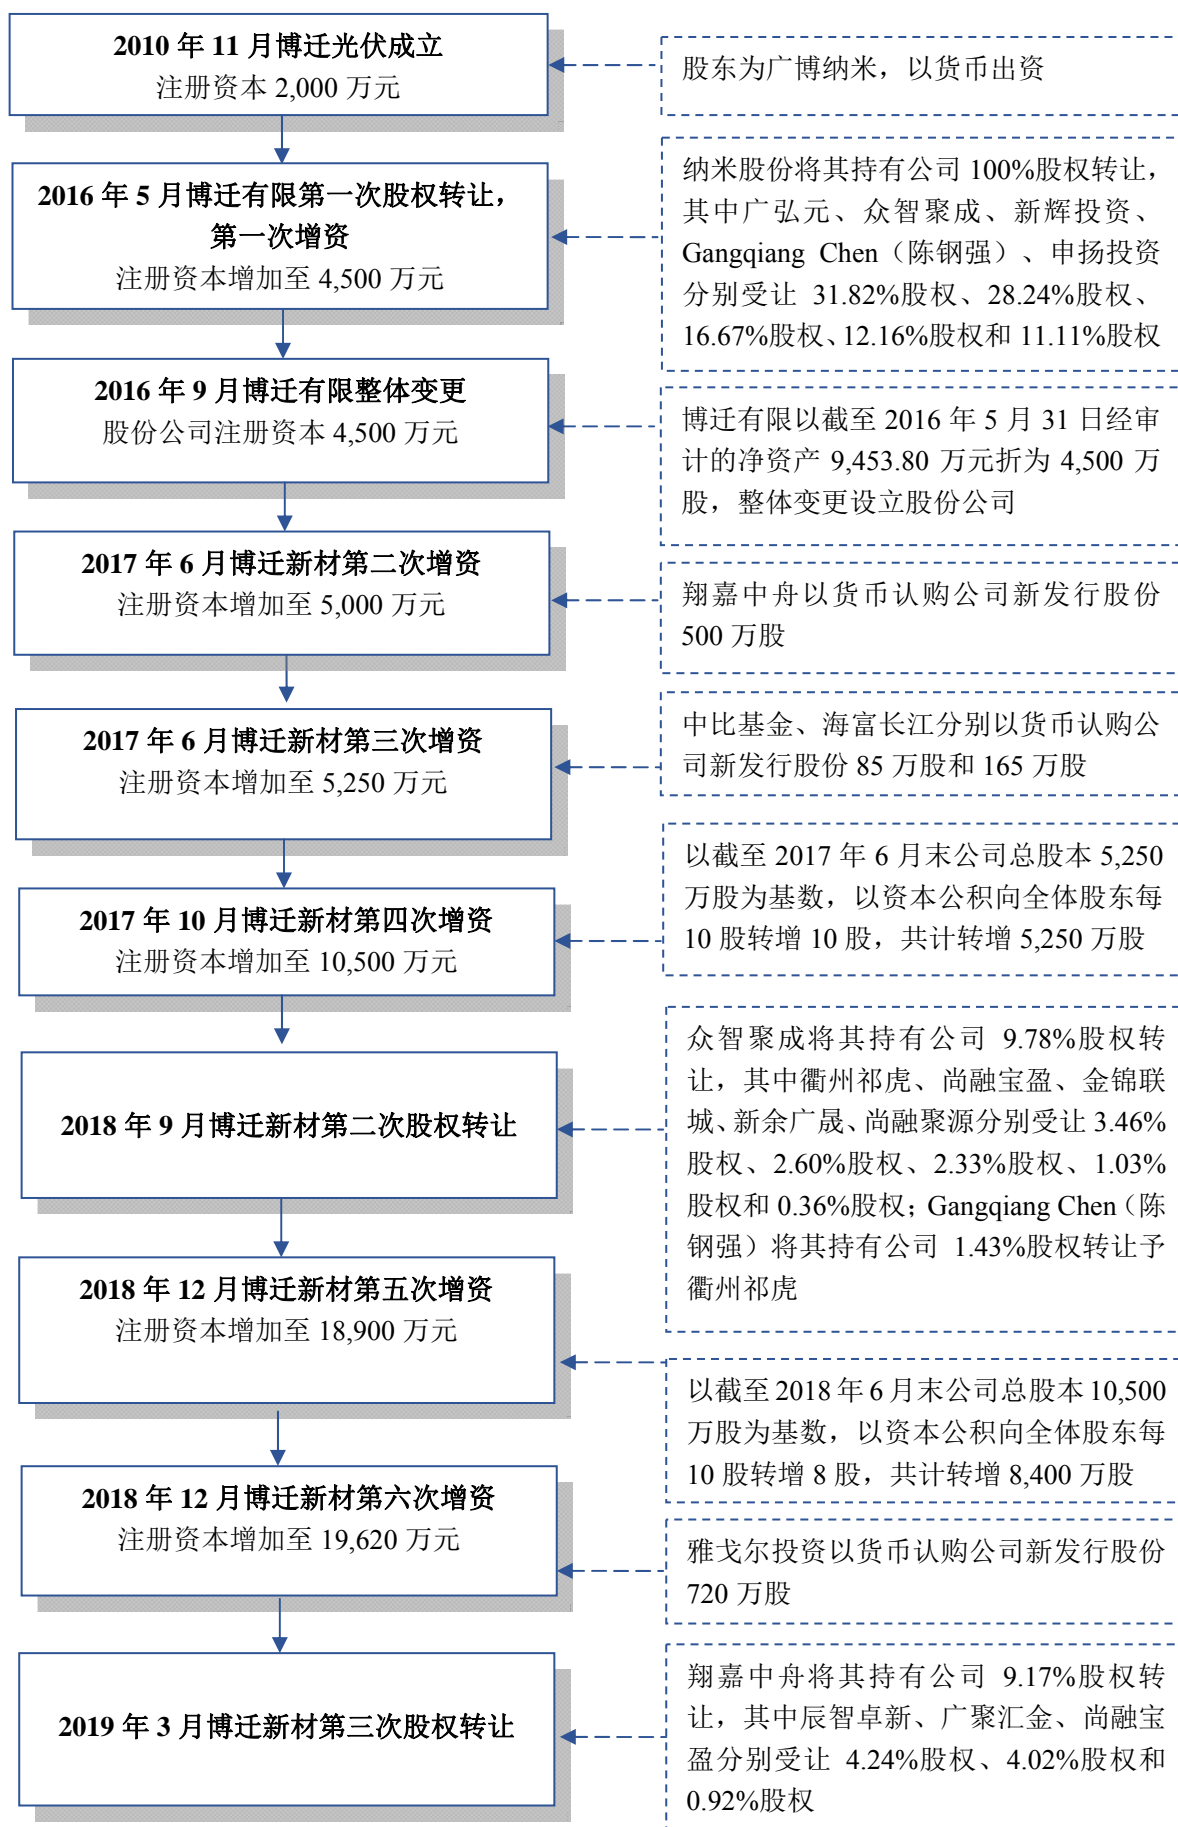 2010 年 11 月博迁光伏成立
注册资本 2,000 万元
股东为广博纳米，以货币出资
2016 年 5 月博迁有限第一次股权转让，
第一次增资
注册资本增加至 4,500 万元
纳米股份将其持有公司 100%股权转让，
其中广弘元、众智聚成、新辉投资、
Gangqiang Chen（陈钢强）、申扬投资
分别受让 31.82%股权、28.24%股权、
16.67%股权、12.16%股权和 11.11%股权
2016 年 9 月博迁有限整体变更
股份公司注册资本 4,500 万元
博迁有限以截至 2016 年 5 月 31 日经审
计的净资产 9,453.80 万元折为 4,500 万
股，整体变更设立股份公司
2017 年 6 月博迁新材第二次增资
注册资本增加至 5,000 万元
翔嘉中舟以货币认购公司新发行股份
500 万股
2017 年 6 月博迁新材第三次增资
注册资本增加至 5,250 万元
中比基金、海富长江分别以货币认购公
司新发行股份 85 万股和 165 万股
2017 年 10 月博迁新材第四次增资
注册资本增加至 10,500 万元
以截至 2017 年 6 月末公司总股本 5,250
万股为基数，以资本公积向全体股东每
10 股转增 10 股，共计转增 5,250 万股
2018 年 9 月博迁新材第二次股权转让
众智聚成将其持有公司 9.78%股权转
让，其中衢州祁虎、尚融宝盈、金锦联
城、新余广晟、尚融聚源分别受让 3.46%
股权、2.60%股权、2.33%股权、1.03%
股权和 0.36%股权；Gangqiang Chen（陈
钢强）将其持有公司 1.43%股权转让予
衢州祁虎
2018 年 12 月博迁新材第五次增资
注册资本增加至 18,900 万元
以截至 2018 年 6 月末公司总股本 10,500
万股为基数，以资本公积向全体股东每
10 股转增 8 股，共计转增 8,400 万股
2018 年 12 月博迁新材第六次增资
注册资本增加至 19,620 万元
雅戈尔投资以货币认购公司新发行股份
720 万股
2019 年 3 月博迁新材第三次股权转让
翔嘉中舟将其持有公司 9.17%股权转
让，其中辰智卓新、广聚汇金、尚融宝
盈分别受让 4.24%股权、4.02%股权和
0.92%股权